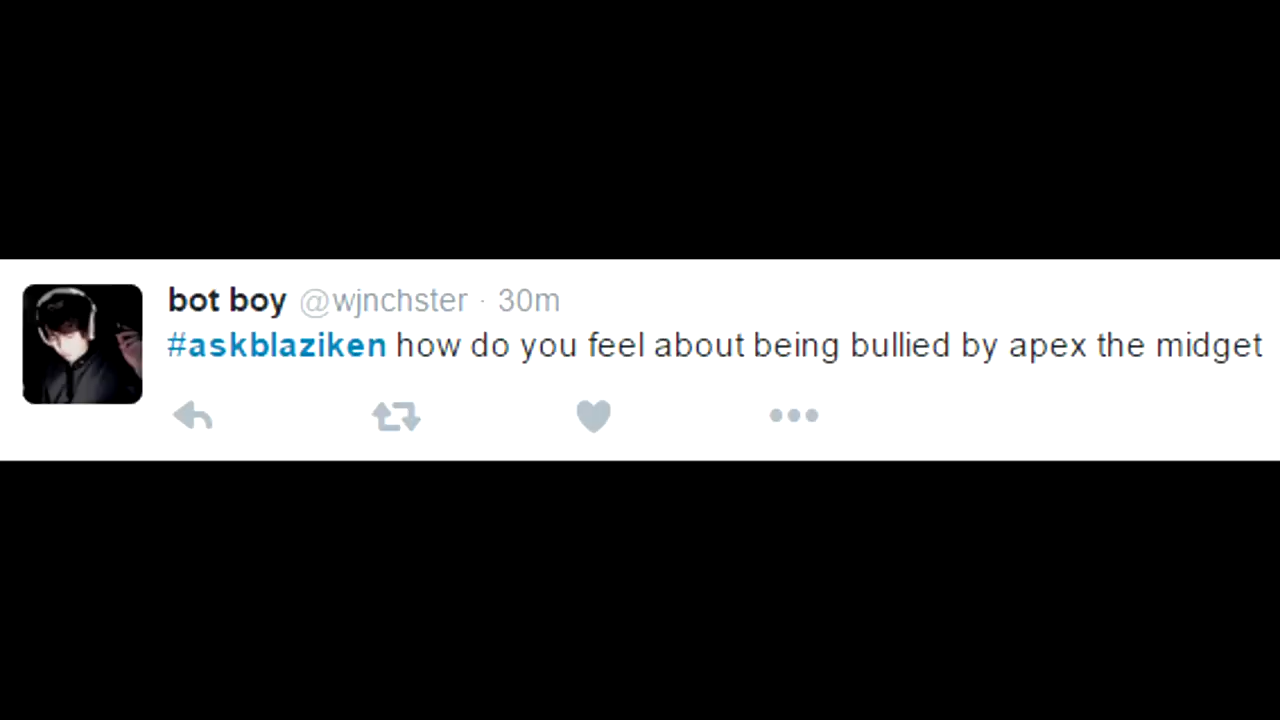 bot boy @wjnchster · 30m
#askblaziken how do you feel about being bullied by apex the midget